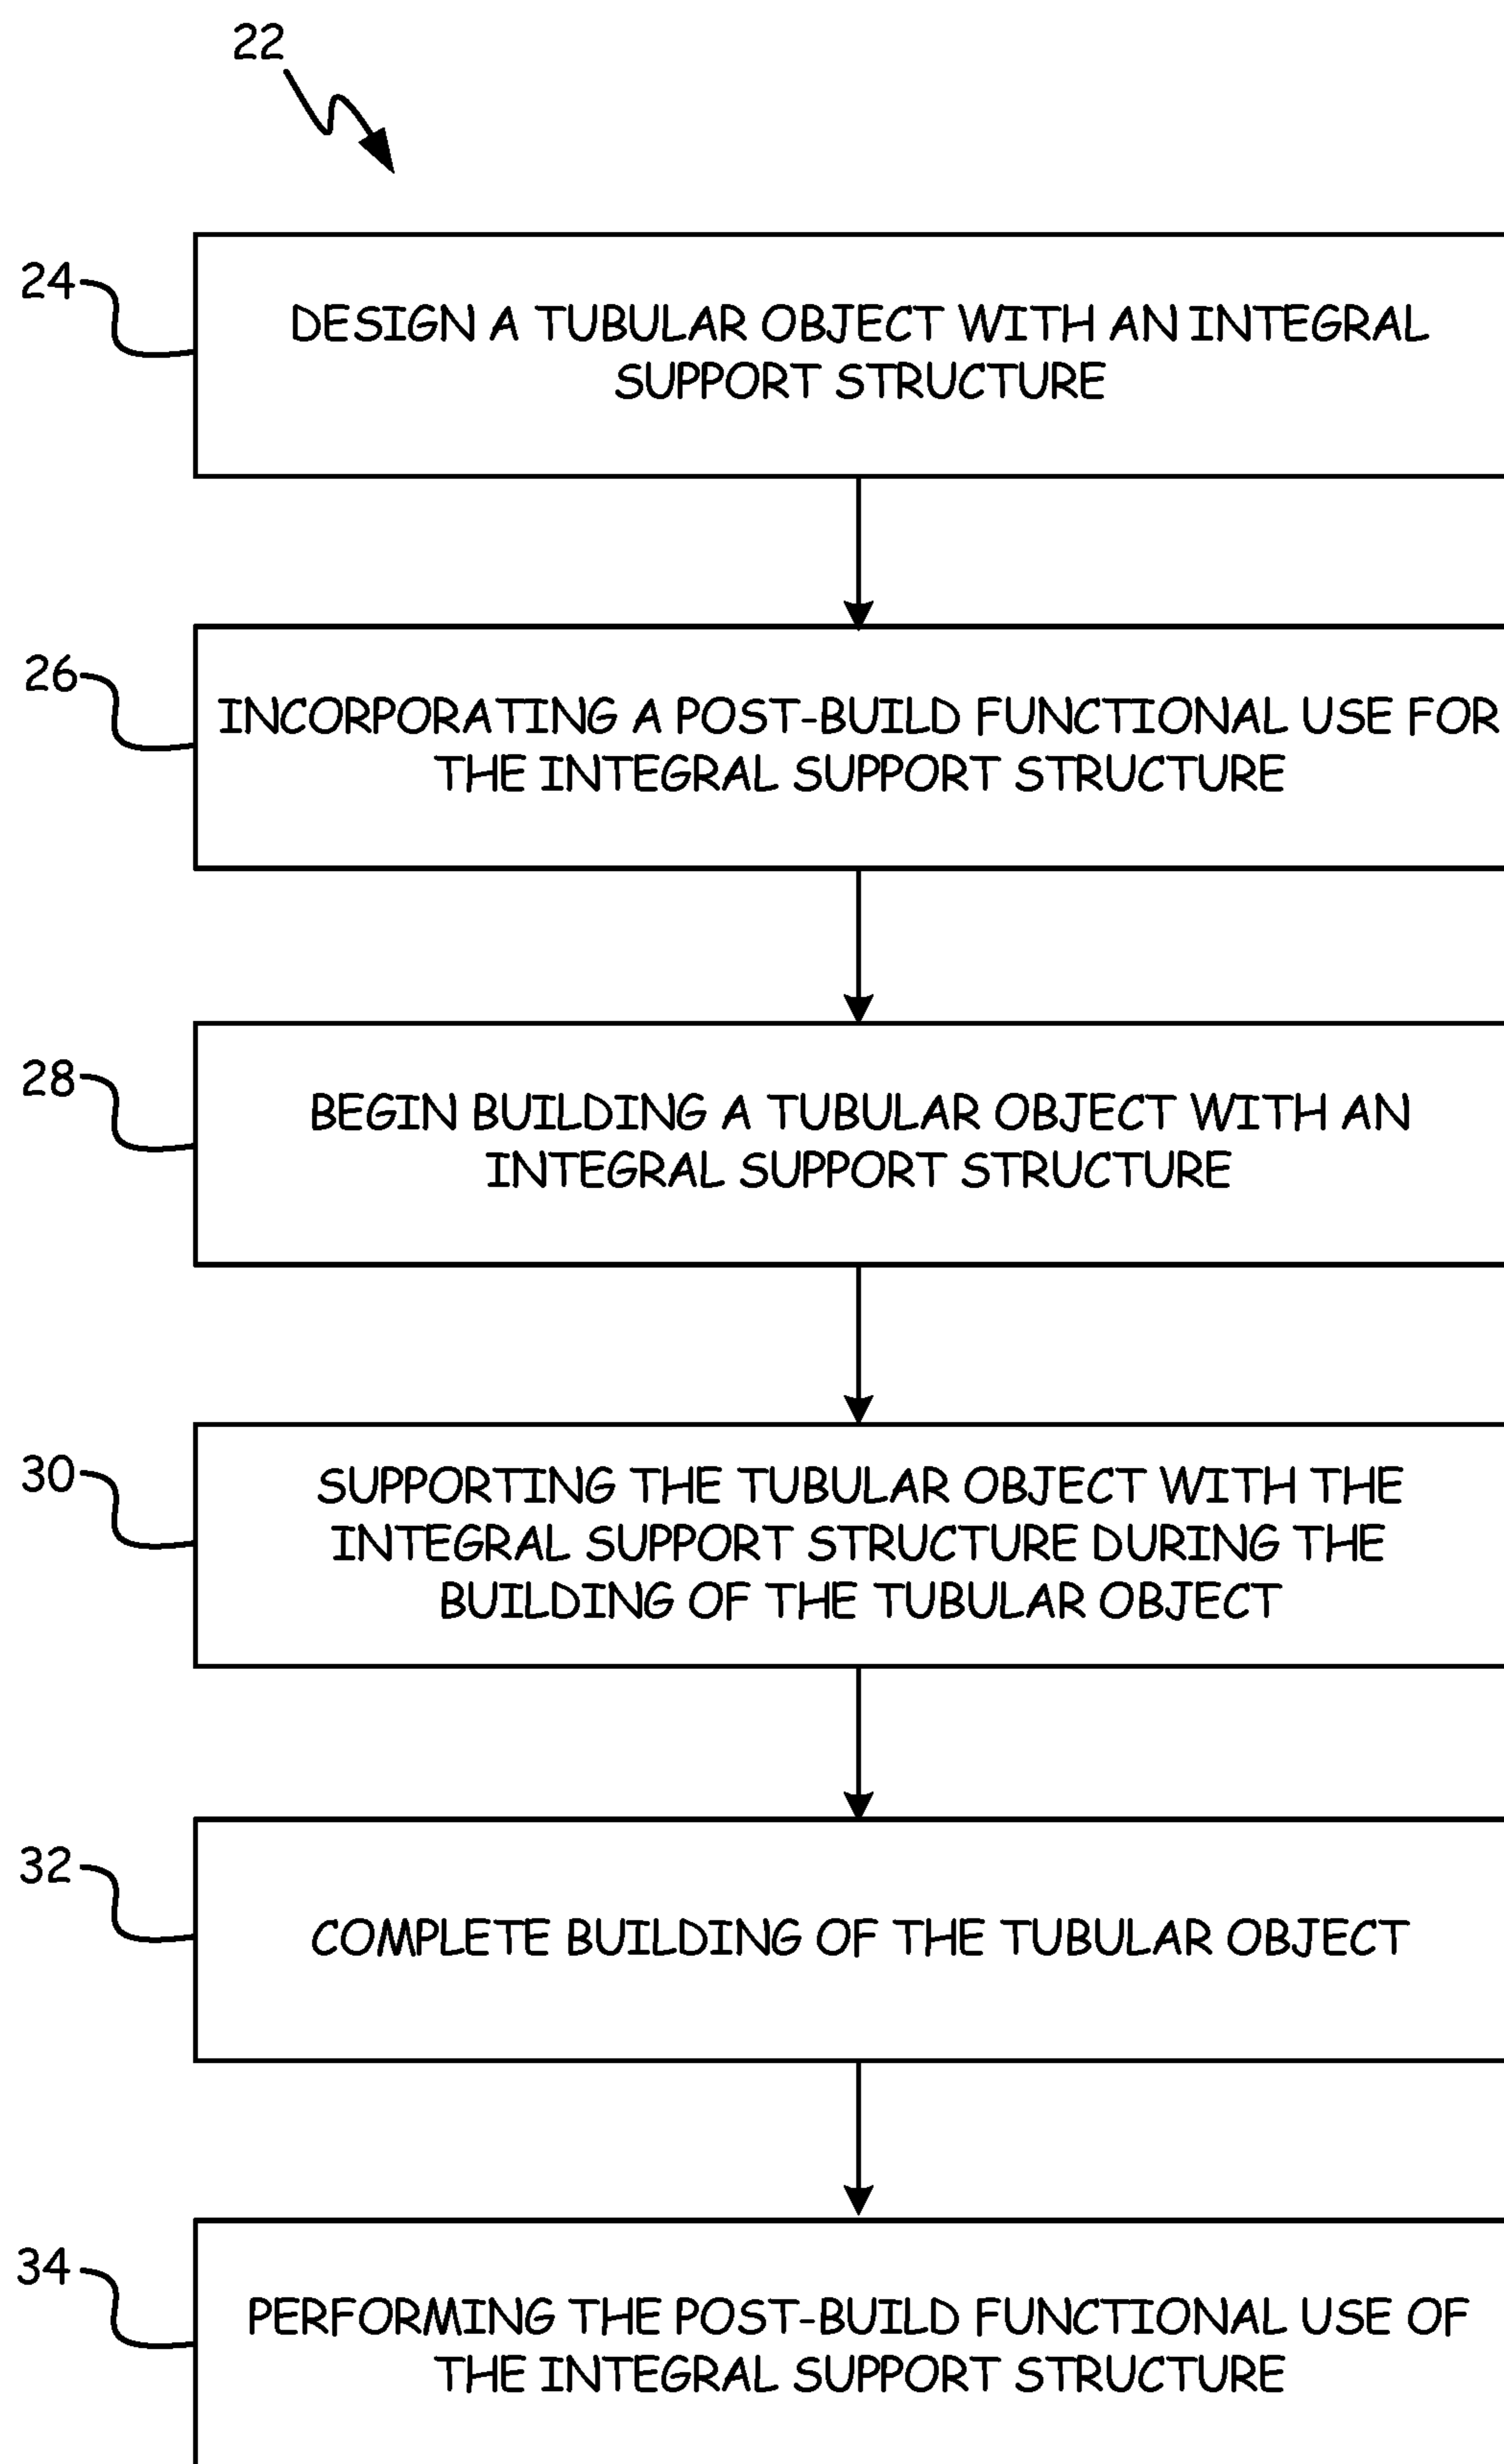 22
24
DESIGN A TUBULAR OBJECT WITH AN INTEGRAL
SUPPORT STRUCTURE
26
INCORPORATING A POST-BUILD FUNCTIONAL USE FOR
THE INTEGRAL SUPPORT STRUCTURE
28
BEGIN BUILDING A TUBULAR OBJECT WITH AN
INTEGRAL SUPPORT STRUCTURE
30
SUPPORTING THE TUBULAR OBJECT WITH THE
INTEGRAL SUPPORT STRUCTURE DURING THE
BUILDING OF THE TUBULAR OBJECT
32
COMPLETE BUILDING OF THE TUBULAR OBJECT
34
PERFORMING THE POST-BUILD FUNCTIONAL USE OF
THE INTEGRAL SUPPORT STRUCTURE